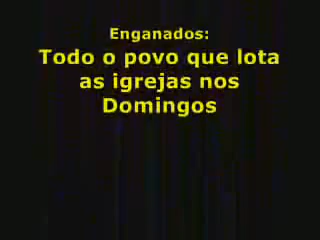 Enganados:
Todo o povo que lota
as igrejas nos
Domingos